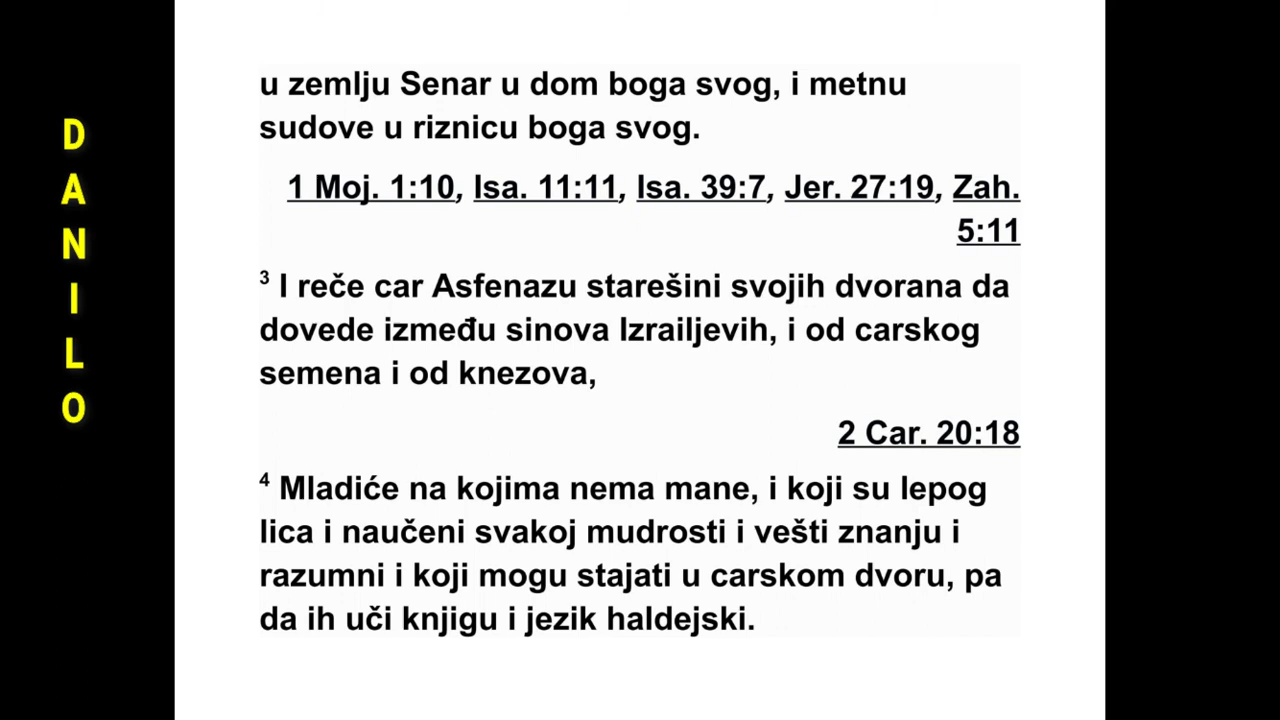 DANILO
u zemlju Senar u dom boga svog, i metnu
sudove u riznicu boga svog.
1 Moj. 1:10, Isa. 11:11, Isa. 39:7, Jer. 27:19, Zah.
5:11
3 I reče car Asfenazu starešini svojih dvorana da
dovede između sinova Izrailjevih, i od carskog
semena i od knezova,
2 Car. 20:18
4 Mladiće na kojima nema mane, i koji su lepog
lica i naučeni svakoj mudrosti i vešti znanju i
razumni i koji mogu stajati u carskom dvoru, pa
da ih uči knjigu i jezik haldejski.